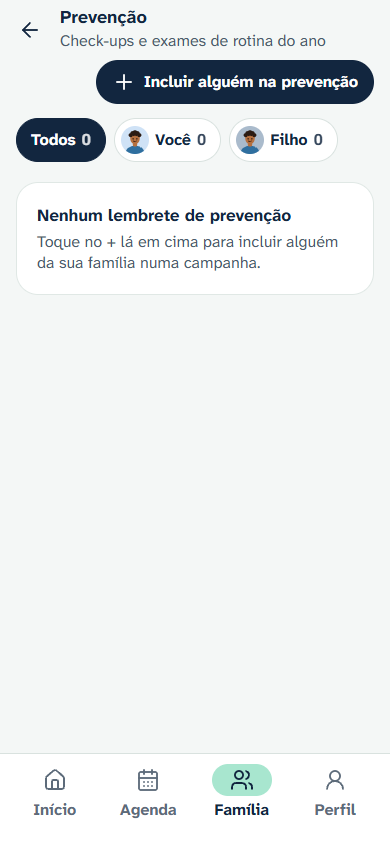 Prevenção
Check-ups e exames de rotina do ano
Incluir alguém na prevenção
Todos 0
Você 0
Filho 0
Nenhum lembrete de prevenção
Toque no + lá em cima para incluir alguém
da sua família numa campanha.
Início
Agenda
Família
Perfil